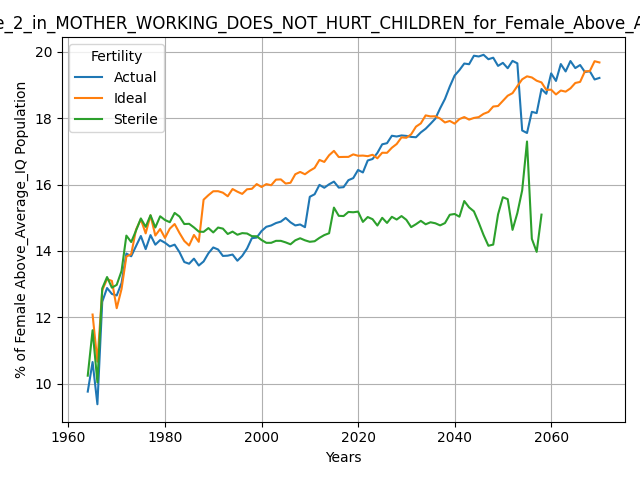 e_2_in_MOTHER_WORKING_DOES_NOT_HURT_CHILDREN_for_Female_Above_A
Fertility
Actual
Ideal
Sterile
% of Female Above_Average_IQ Population
20
18
16
14
12
10
1960
1980
2000
2020
2040
2060
Years